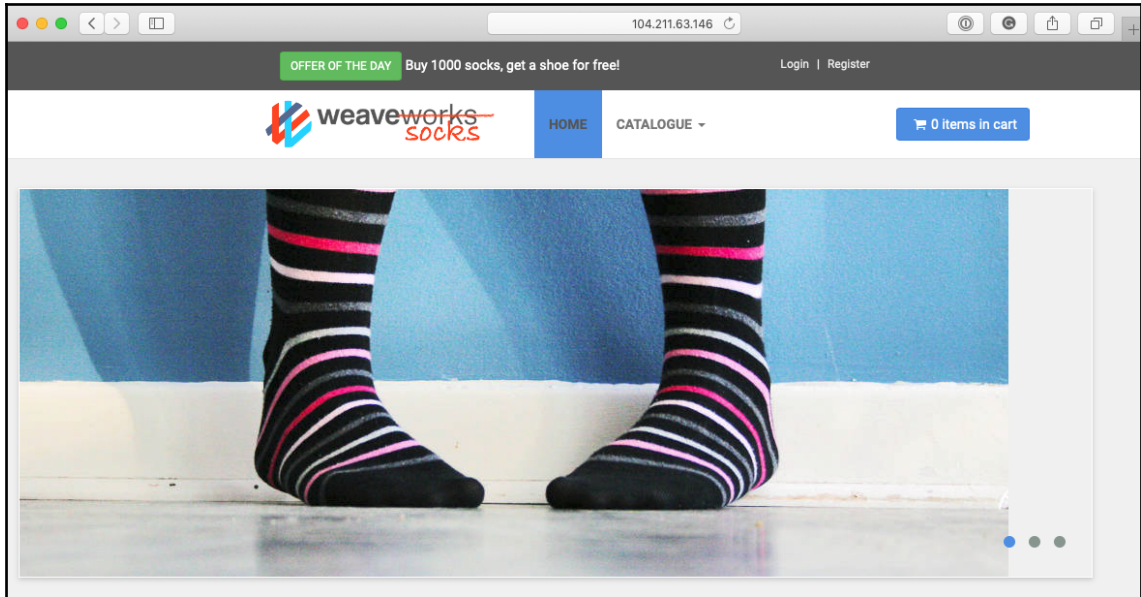 104.211.63.146
OFFER OF THE DAY Buy 1000 socks, get a shoe for free! Login | Register
weaveworks
socks
HOME CATALOGUE 0 items in cart